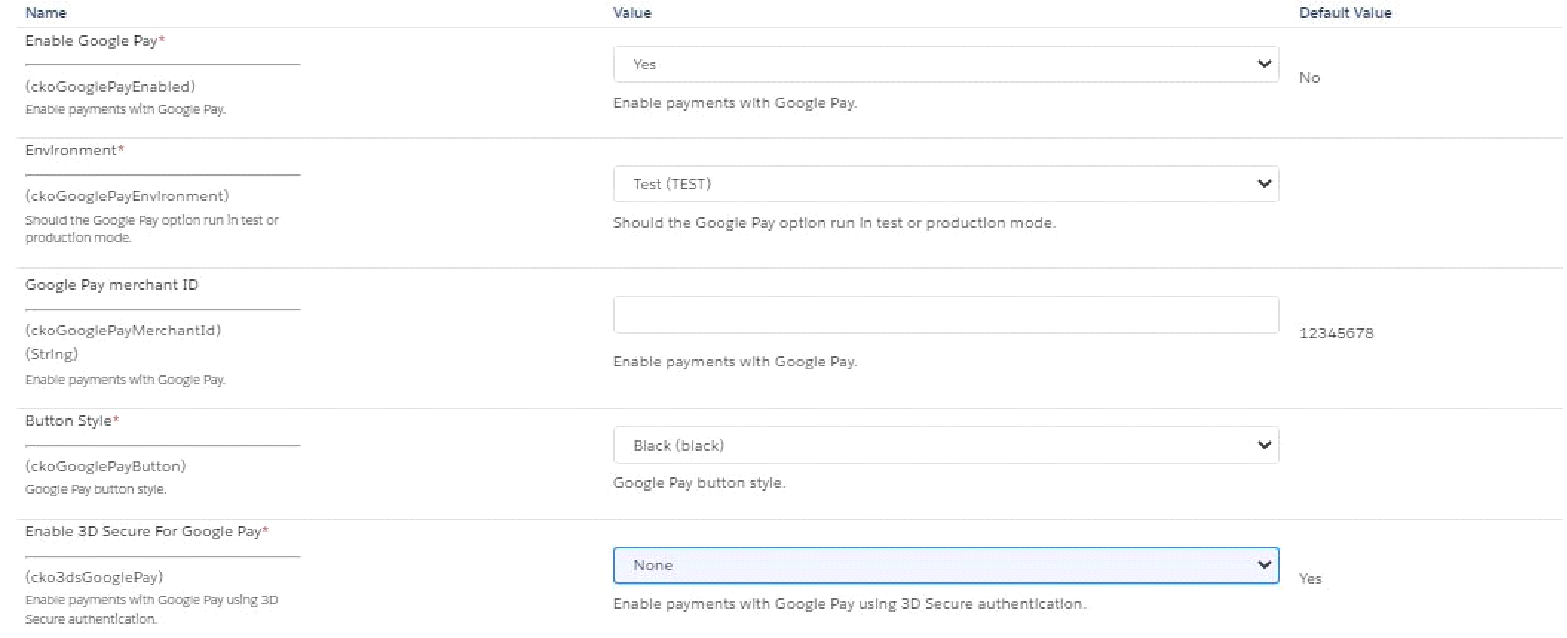 Name Value Default Value
Enable Google Pay*
Yes
No
(ckoGooglePayEnabled)
Enable payments with Google Pay.
Enable payments with Google Pay.
Environment*
Test (TEST)
(ckoGooglePayEnvironment)
Should the Google Pay option run in test or
production mode.
Should the Google Pay option run in test or production mode.
Google Pay merchant ID
(ckoGooglePayMerchantId)
(String)
Enable payments with Google Pay.
Enable payments with Google Pay.
12345678
Button Style*
Black (black)
(ckoGooglePayButton)
Google Pay button style.
Google Pay button style.
Enable 3D Secure For Google Pay*
None
Yes
(cko3dsGooglePay)
Enable payments with Google Pay using 3D
Secure authentication.
Enable payments with Google Pay using 3D Secure authentication.